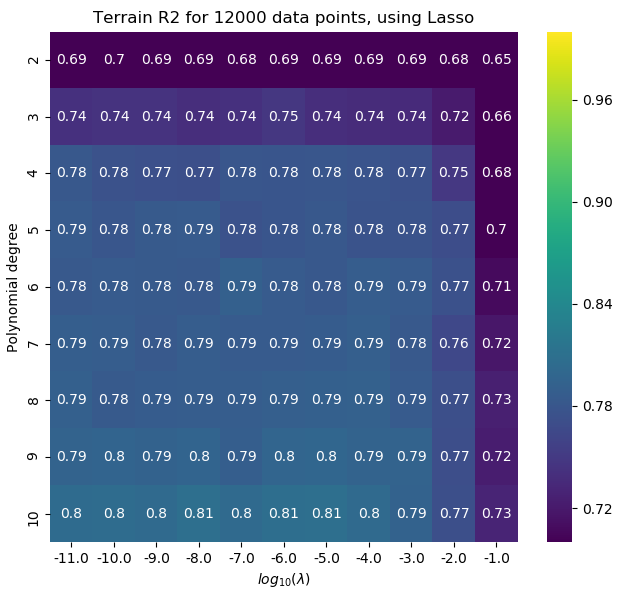 Terrain R2 for 12000 data points, using Lasso
2 0.69 0.7 0.69 0.69 0.68 0.69 0.69 0.69 0.69 0.68 0.65
3 0.74 0.74 0.74 0.74 0.74 0.75 0.74 0.74 0.74 0.72 0.66
4 0.78 0.78 0.77 0.77 0.78 0.78 0.78 0.78 0.77 0.75 0.68
5 0.79 0.78 0.78 0.79 0.78 0.78 0.78 0.78 0.78 0.77 0.7
6 0.78 0.78 0.78 0.78 0.79 0.78 0.78 0.79 0.79 0.77 0.71
7 0.79 0.79 0.78 0.79 0.79 0.79 0.79 0.79 0.78 0.76 0.72
8 0.79 0.78 0.79 0.79 0.79 0.79 0.79 0.79 0.79 0.77 0.73
9 0.79 0.8 0.79 0.8 0.79 0.8 0.8 0.79 0.79 0.77 0.72
10 0.8 0.8 0.8 0.81 0.8 0.81 0.81 0.8 0.79 0.77 0.73
-11.0 -10.0 -9.0 -8.0 -7.0 -6.0 -5.0 -4.0 -3.0 -2.0 -1.0
log10(λ)
Polynomial degree
0.96
0.90
0.84
0.78
0.72